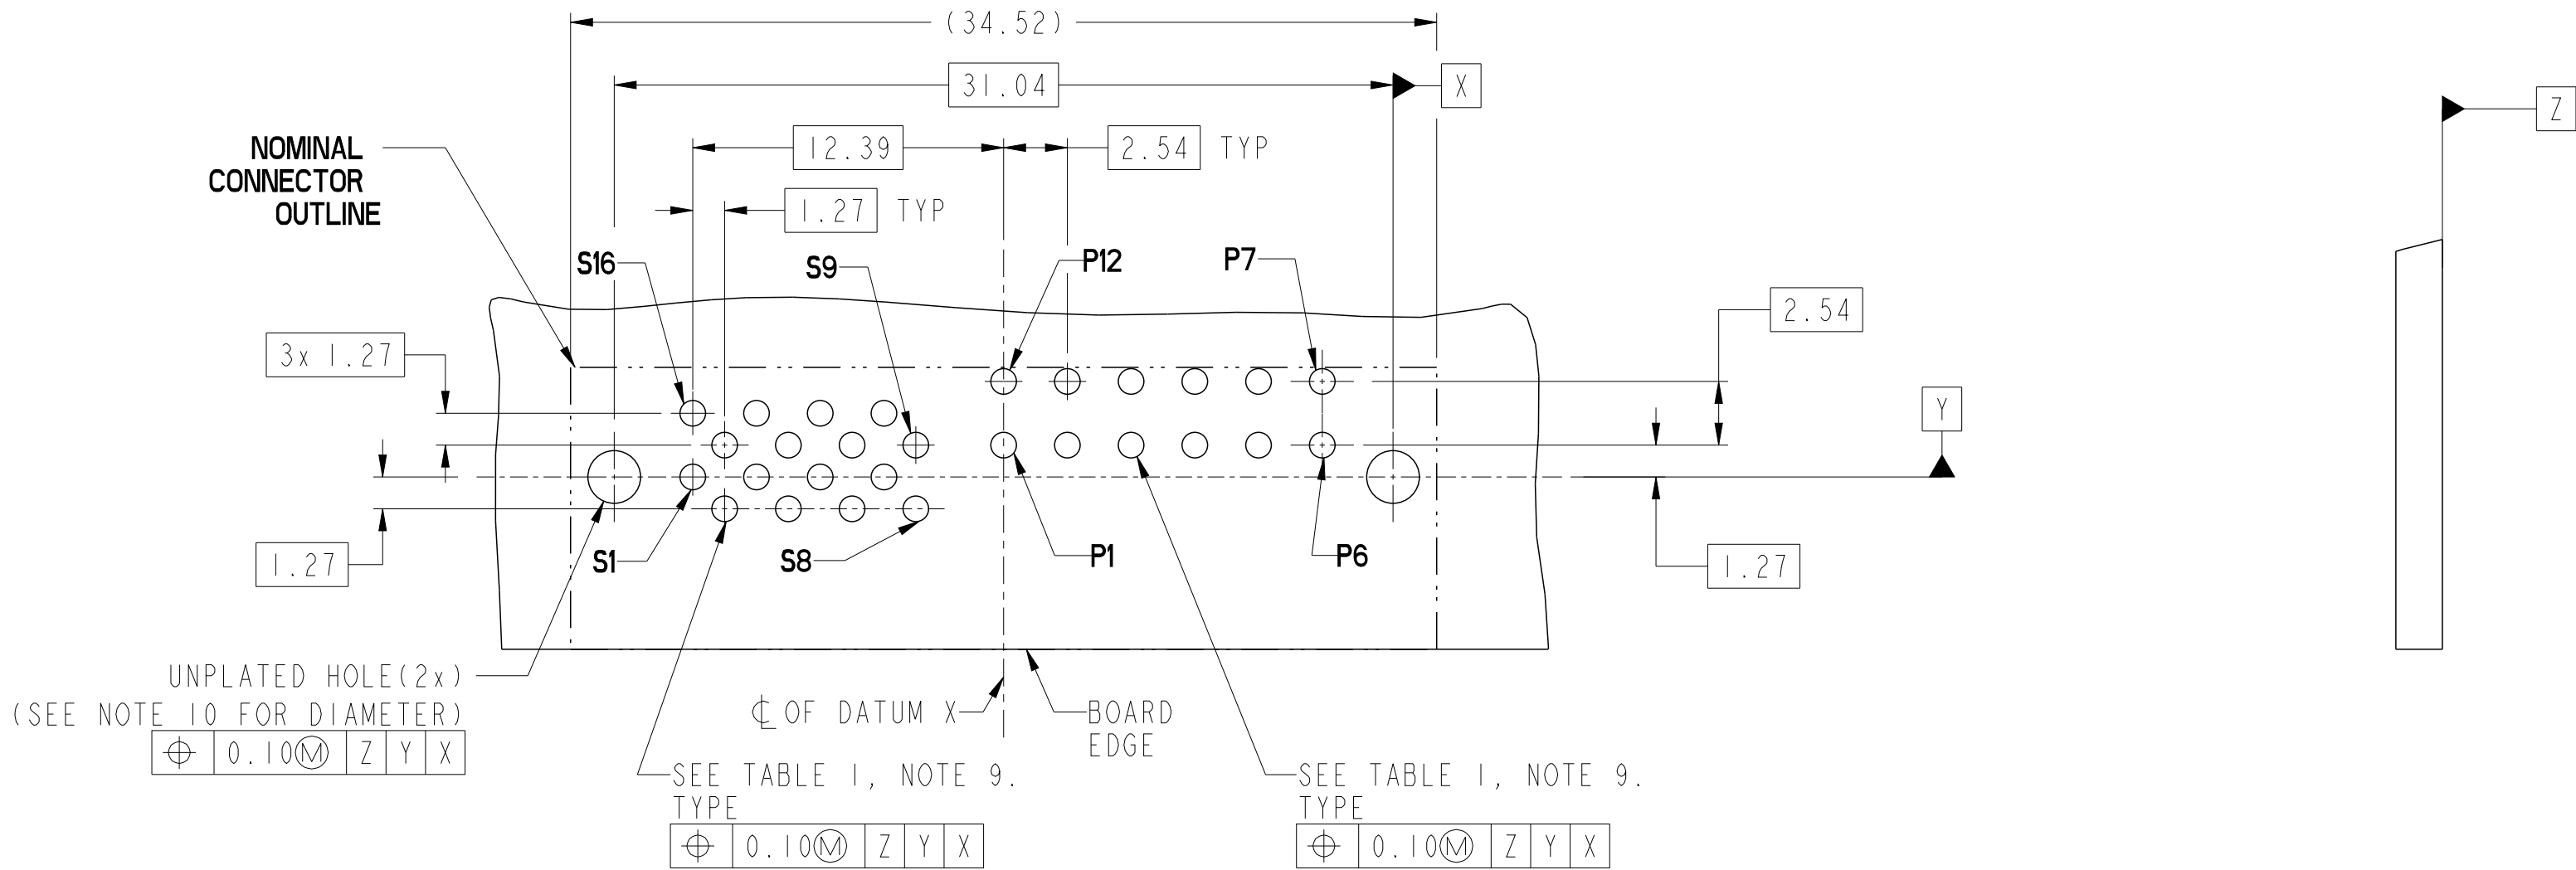 (34.52)
31.04
X
Z
12.39
2.54 TYP
NOMINAL
CONNECTOR
OUTLINE
1.27 TYP
S16
S9
P12
P7
2.54
3x 1.27
Y
S1
S8
P1
P6
1.27
1.27
UNPLATED HOLE(2x)
(SEE NOTE 10 FOR DIAMETER)
⌖ 0.10Ⓜ Z Y X
℄ OF DATUM X
BOARD
EDGE
SEE TABLE 1, NOTE 9.
TYPE
⌖ 0.10Ⓜ Z Y X
SEE TABLE 1, NOTE 9.
TYPE
⌖ 0.10Ⓜ Z Y X